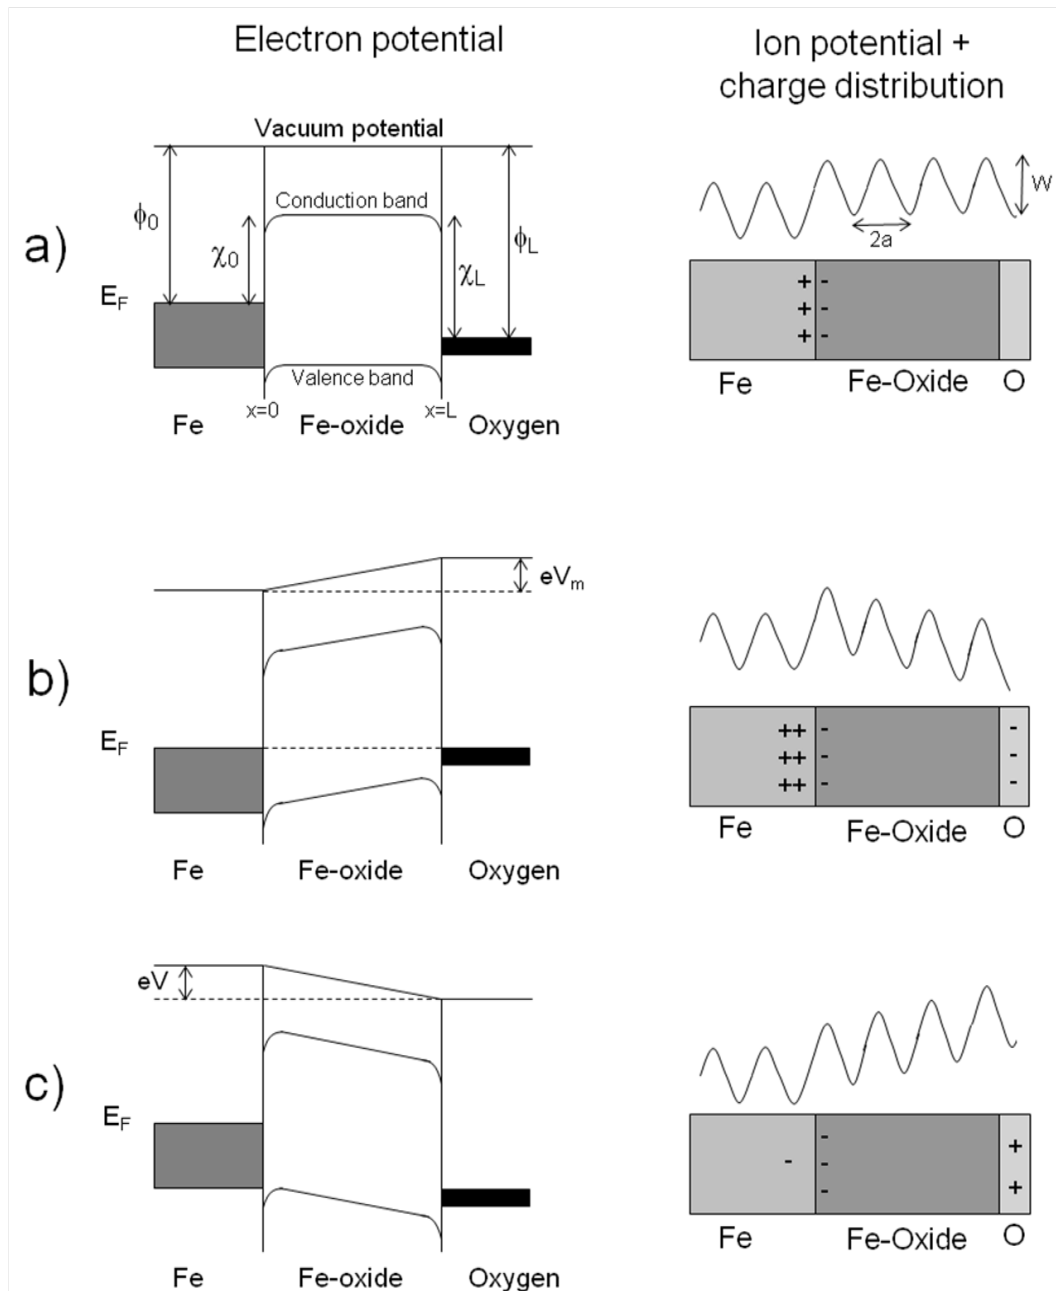 Electron potential
Ion potential +
charge distribution
a)
Vacuum potential
Conduction band
ϕ₀
χ₀
χL
ϕL
EF
Valence band
x=0
x=L
Fe
Fe-oxide
Oxygen
W
2a
+ -
+ -
+ -
Fe
Fe-Oxide
O
b)
eVm
EF
Fe
Fe-oxide
Oxygen
++ - -
++ - -
++ - -
Fe
Fe-Oxide
O
c)
eV
EF
Fe
Fe-oxide
Oxygen
-
- +
- -
- +
Fe
Fe-Oxide
O